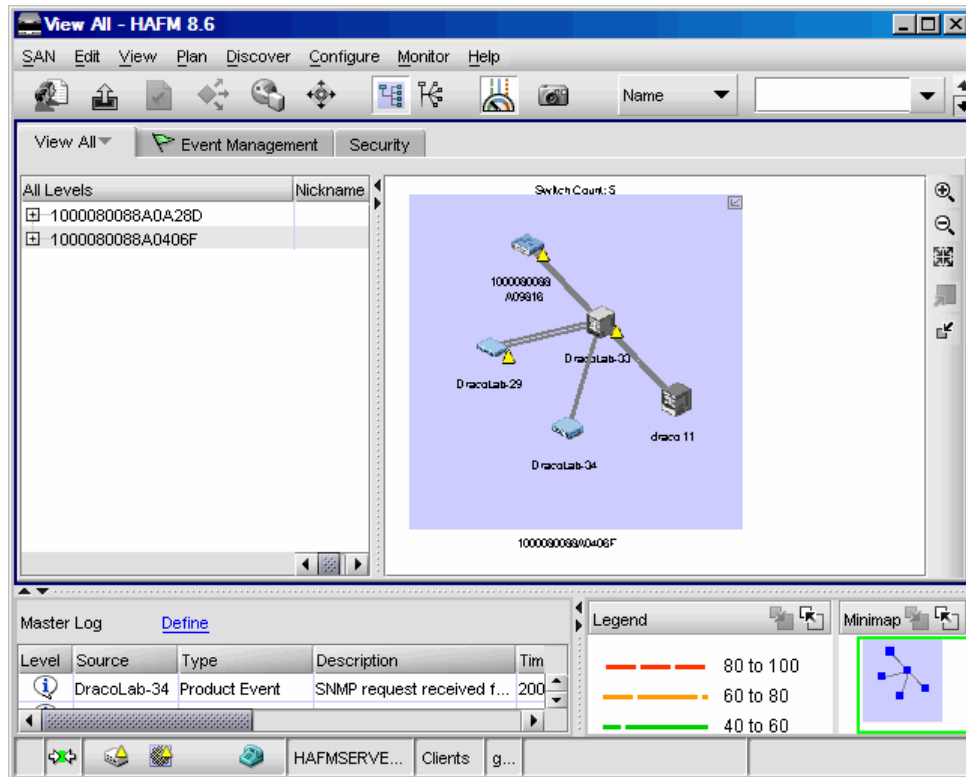 View All - HAFM 8.6
SAN Edit View Plan Discover Configure Monitor Help
Name
View All Event Management Security
All Levels Nickname
1000080088A0A28D
1000080088A0406F
Switch Count: 5
1000080088
A09816
DracoLab-33
DracoLab-29
draco 11
DracoLab-34
1000080088A0406F
Master Log Define
Legend
Minimap
Level Source Type Description Tim
DracoLab-34 Product Event SNMP request received f... 200
80 to 100
60 to 80
40 to 60
HAFMSERVE... Clients g...